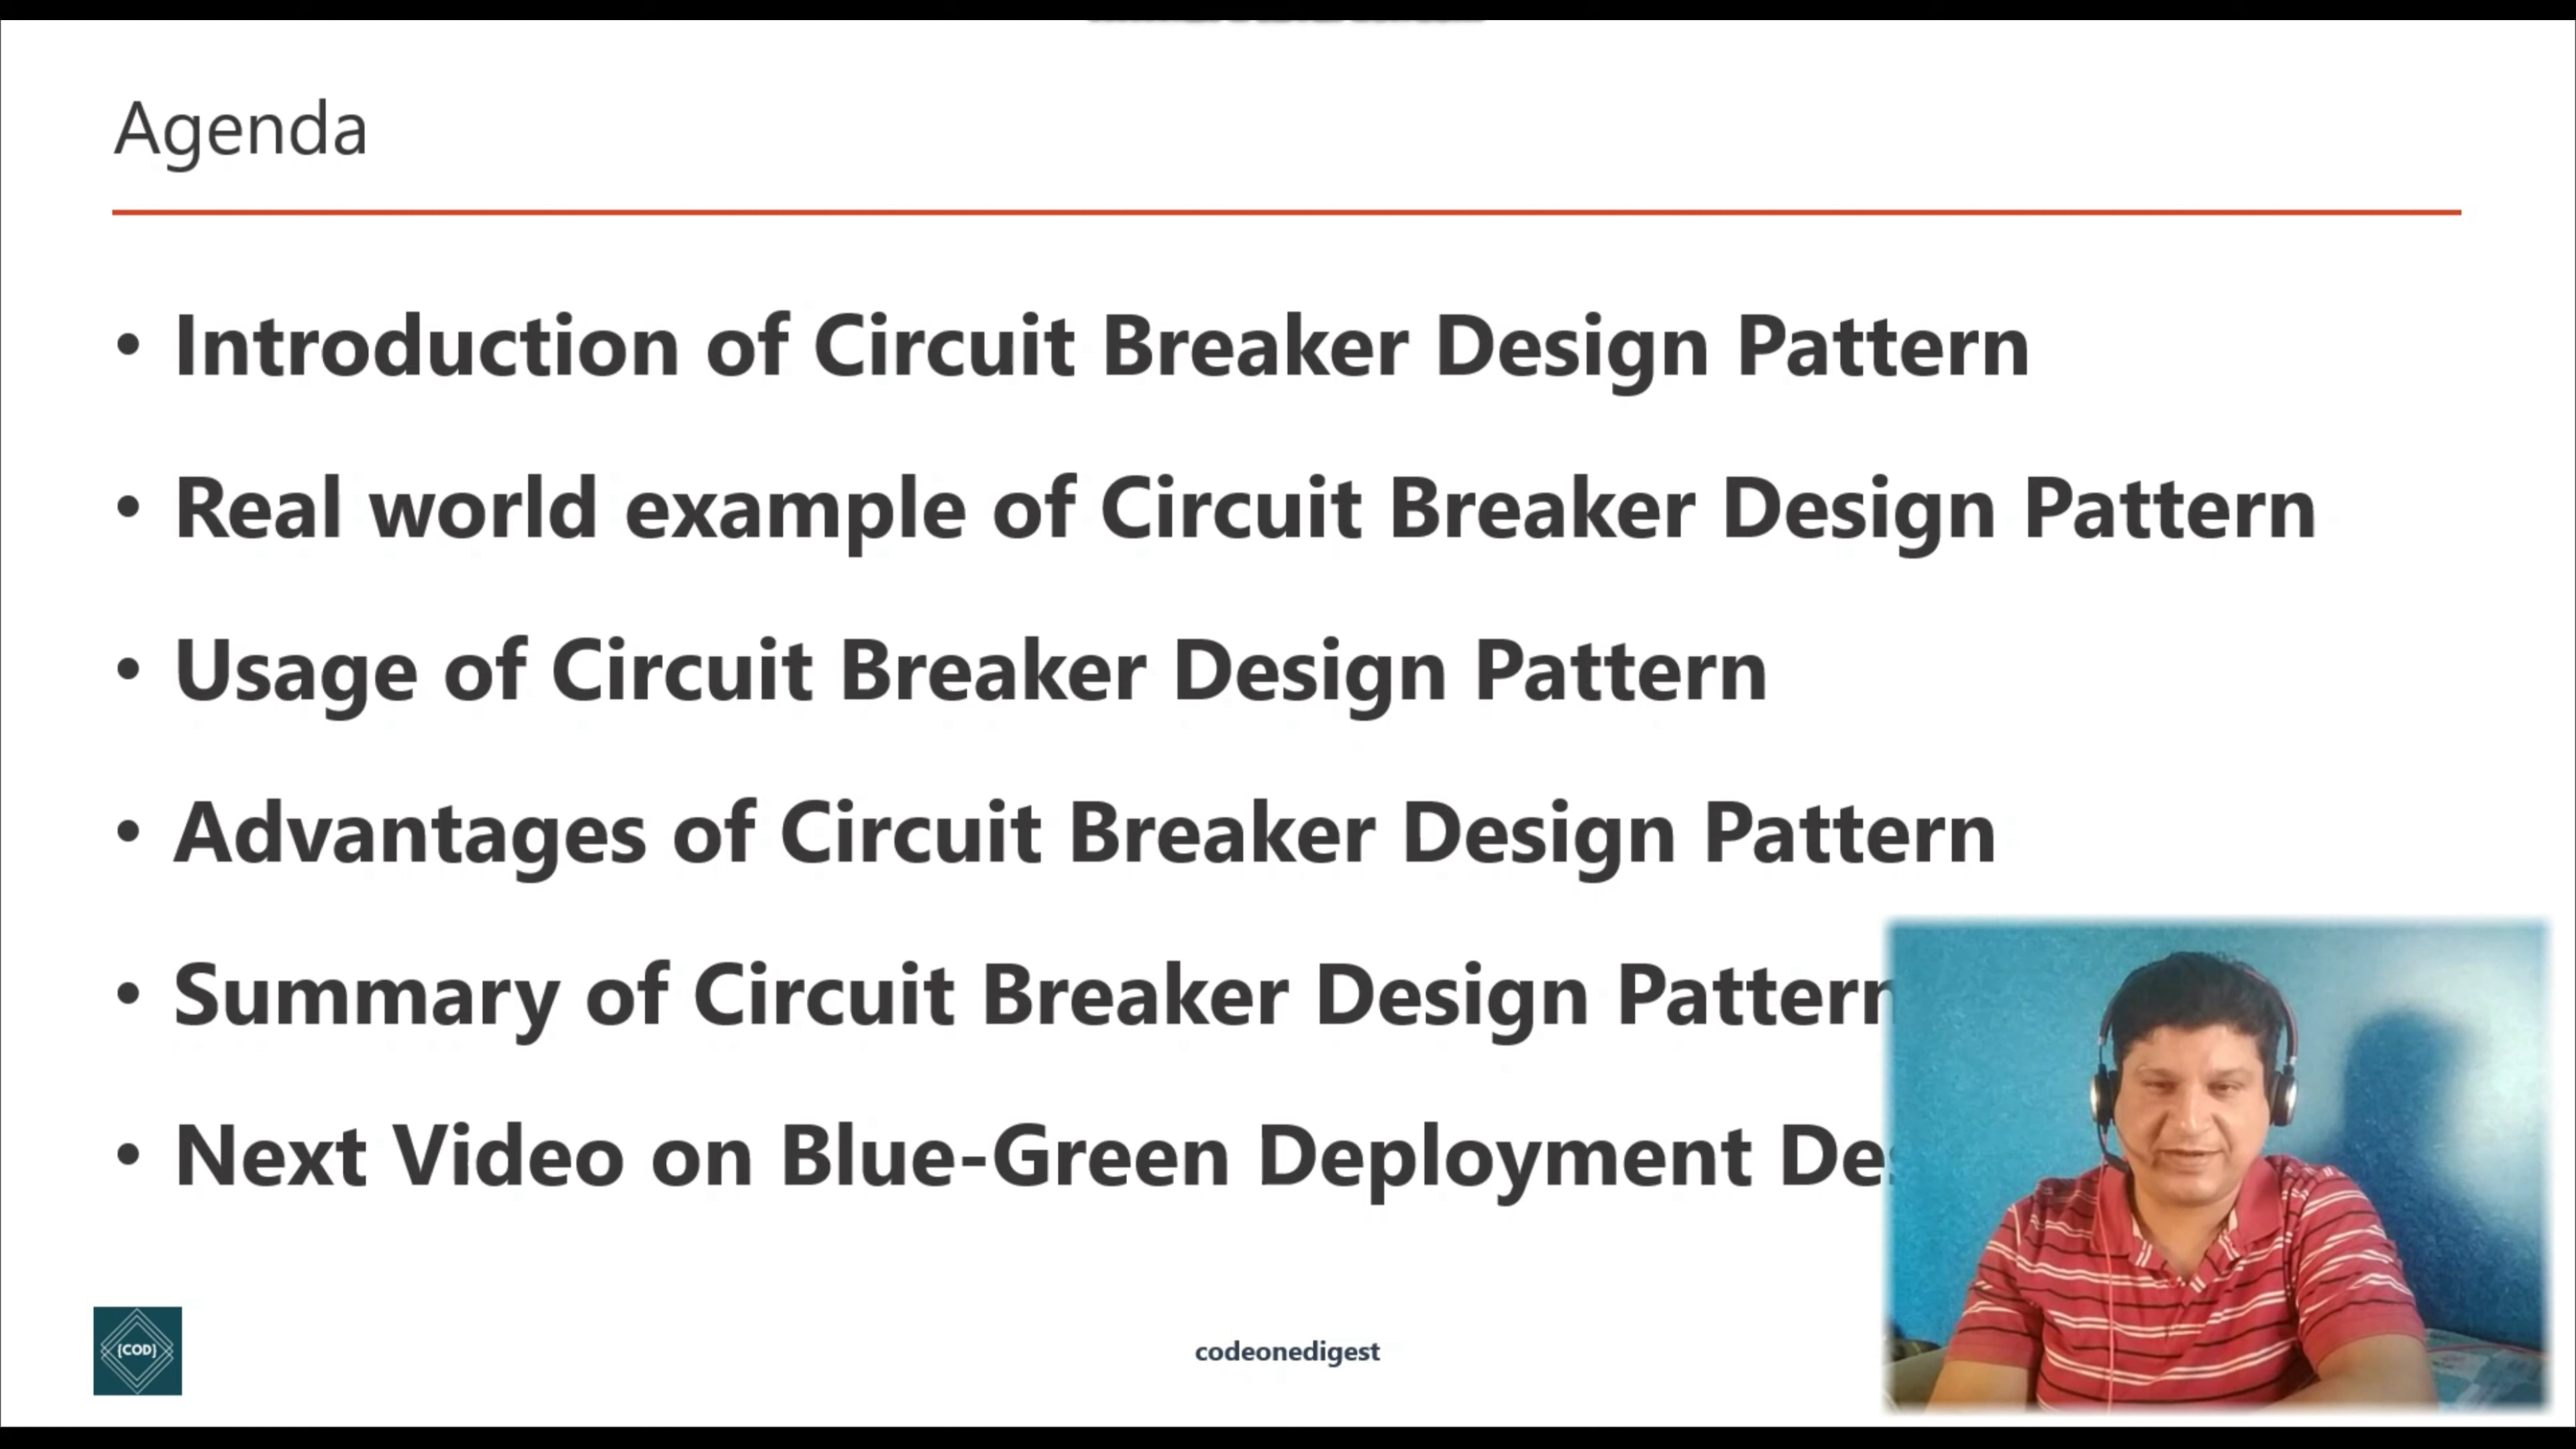 Agenda
• Introduction of Circuit Breaker Design Pattern
• Real world example of Circuit Breaker Design Pattern
• Usage of Circuit Breaker Design Pattern
• Advantages of Circuit Breaker Design Pattern
• Summary of Circuit Breaker Design Pattern
• Next Video on Blue-Green Deployment
{COD}
codeonedigest